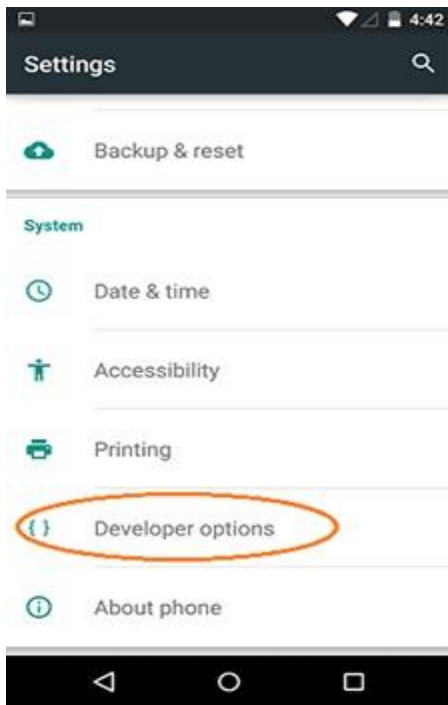 4:42
Settings
Backup & reset
System
Date & time
Accessibility
Printing
{ } Developer options
About phone